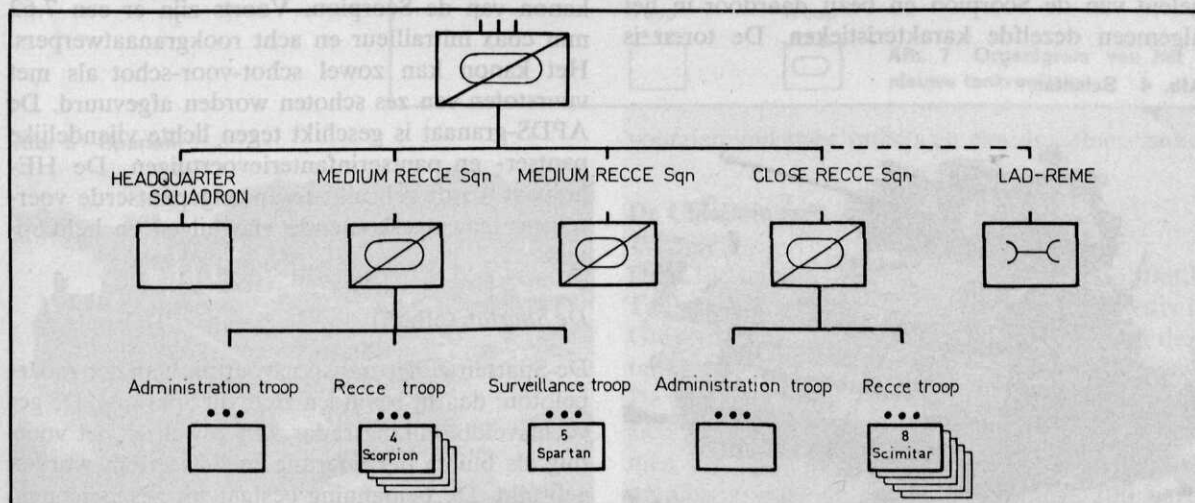 HEADQUARTER
SQUADRON
MEDIUM RECCE Sqn
MEDIUM RECCE Sqn
CLOSE RECCE Sqn
LAD-REME
Administration troop
Recce troop
Surveillance troop
Administration troop
Recce troop
4
Scorpion
5
Spartan
8
Scimitar